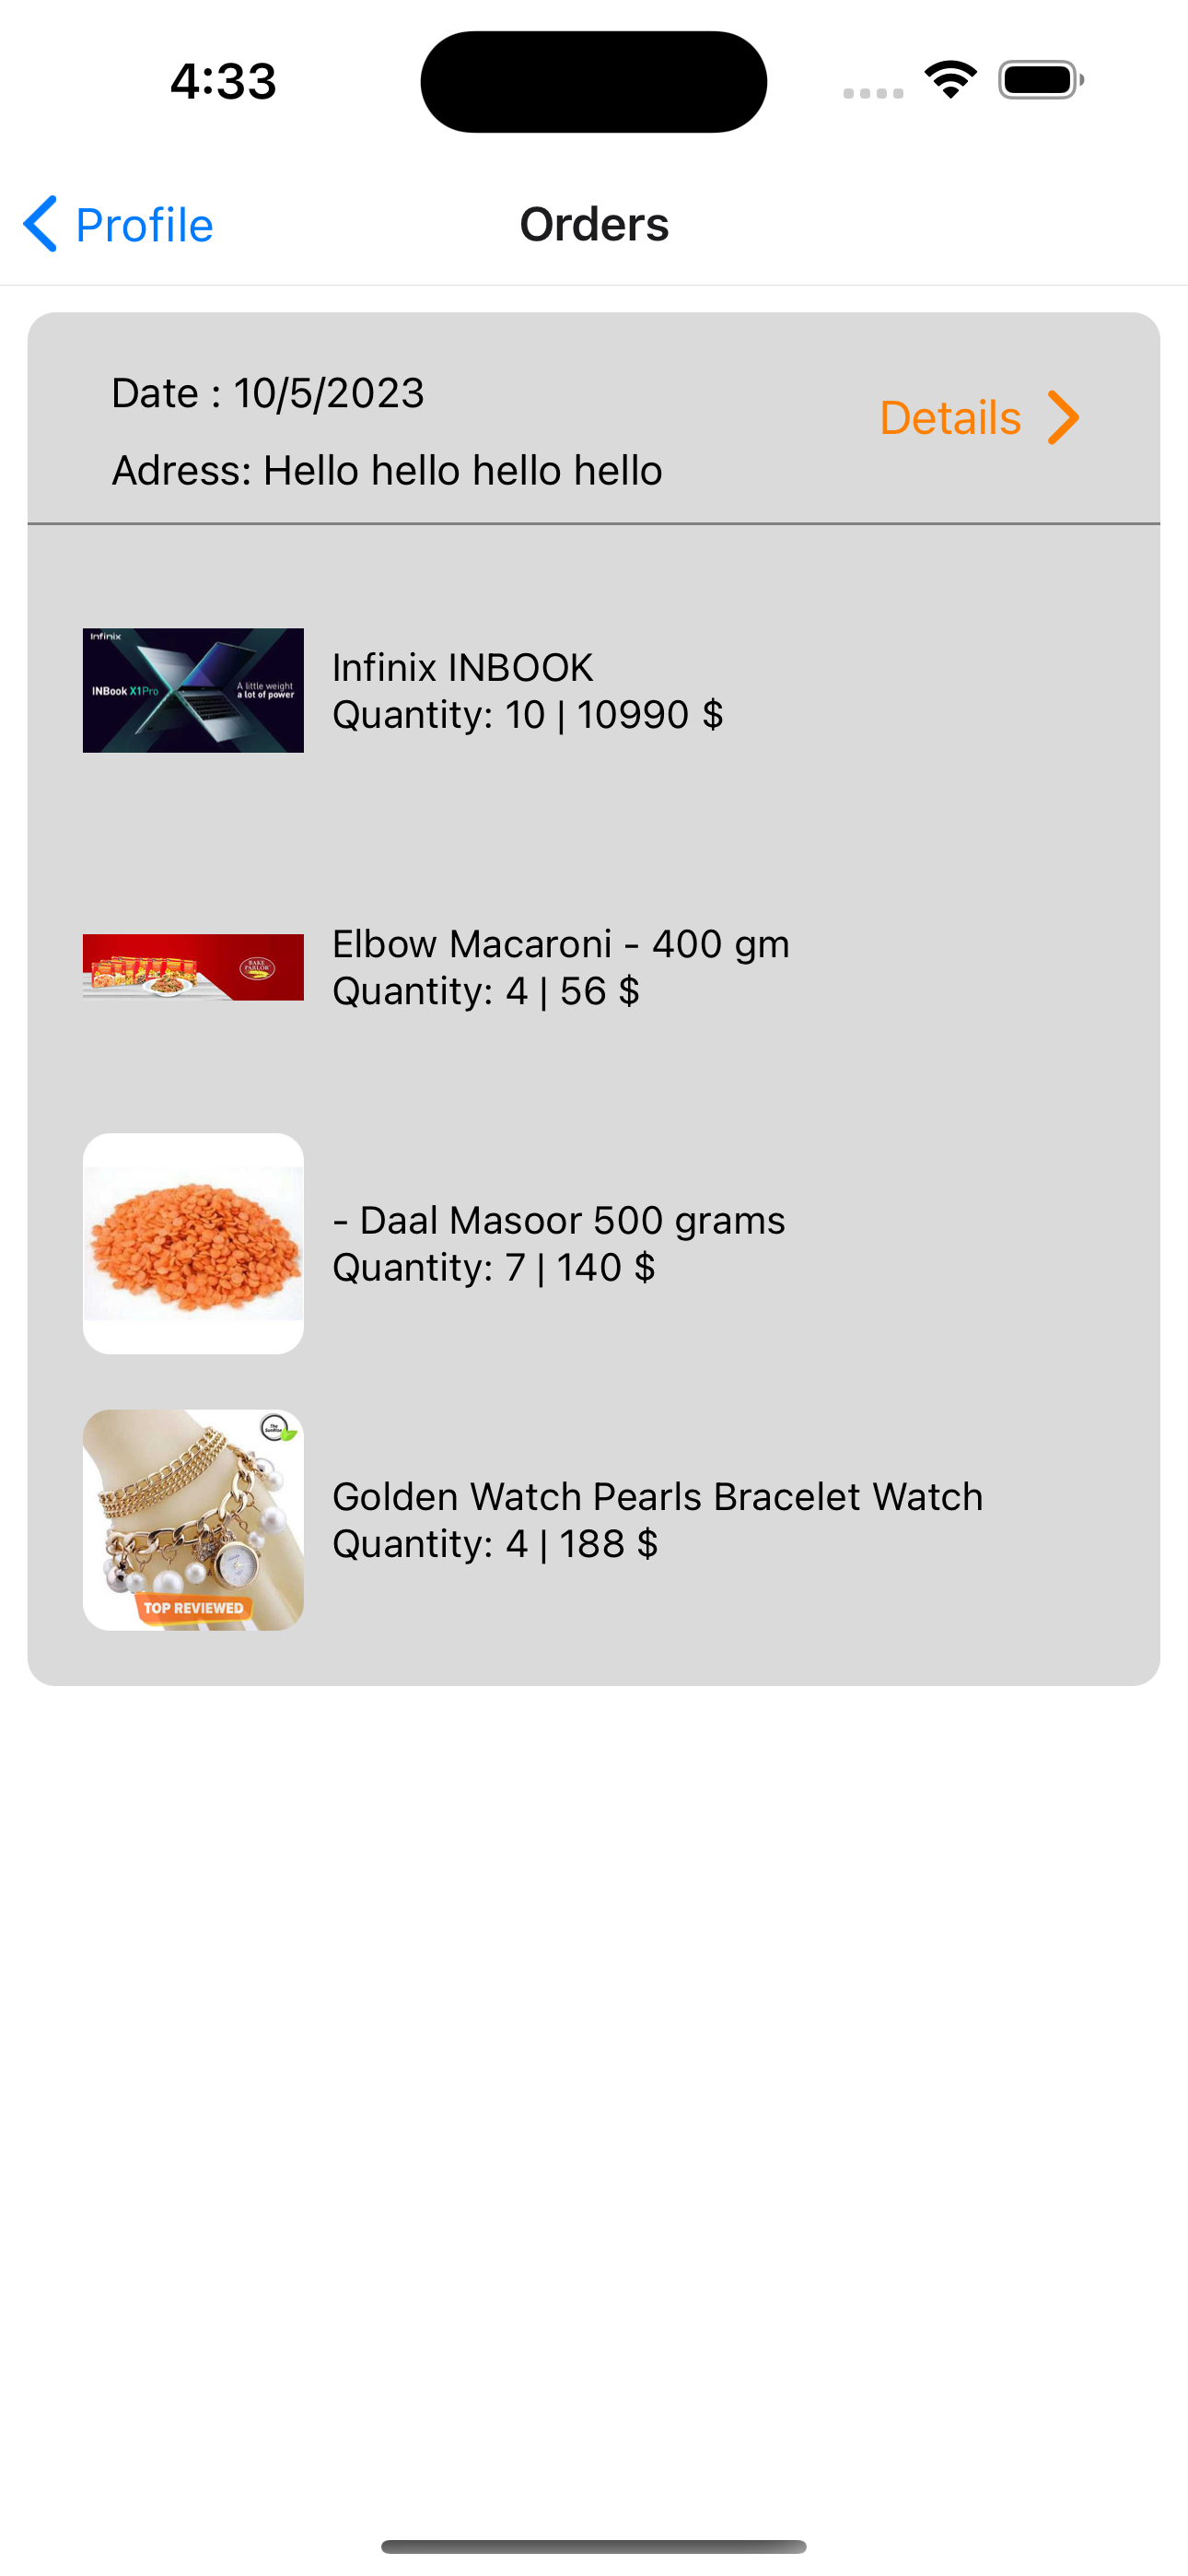 4:33
Profile
Orders
Date : 10/5/2023
Details
Adress: Hello hello hello hello
Infinix
INBook X1Pro
A little weight
a lot of power
Infinix INBOOK
Quantity: 10 | 10990 $
BAKE
PARLOR
Elbow Macaroni - 400 gm
Quantity: 4 | 56 $
- Daal Masoor 500 grams
Quantity: 7 | 140 $
The
SunRise
TOP REVIEWED
Golden Watch Pearls Bracelet Watch
Quantity: 4 | 188 $